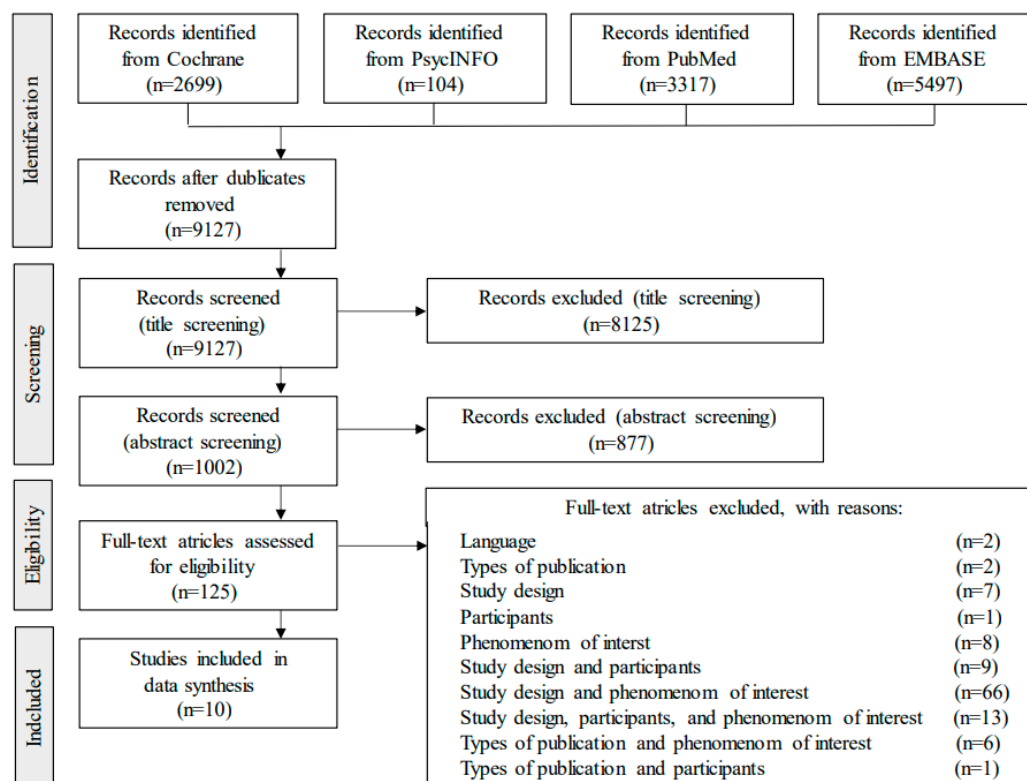 Identification
Records identified
from Cochrane
(n=2699)
Records identified
from PsycINFO
(n=104)
Records identified
from PubMed
(n=3317)
Records identified
from EMBASE
(n=5497)
Records after dublicates
removed
(n=9127)
Screening
Records screened
(title screening)
(n=9127)
Records excluded (title screening)
(n=8125)
Records screened
(abstract screening)
(n=1002)
Records excluded (abstract screening)
(n=877)
Eligibility
Full-text atricles assessed
for eligibility
(n=125)
Full-text atricles excluded, with reasons:
Language (n=2)
Types of publication (n=2)
Study design (n=7)
Participants (n=1)
Phenomenom of interst (n=8)
Study design and participants (n=9)
Study design and phenomenom of interest (n=66)
Study design, participants, and phenomenom of interest (n=13)
Types of publication and phenomenom of interest (n=6)
Types of publication and participants (n=1)
Indcluded
Studies included in
data synthesis
(n=10)